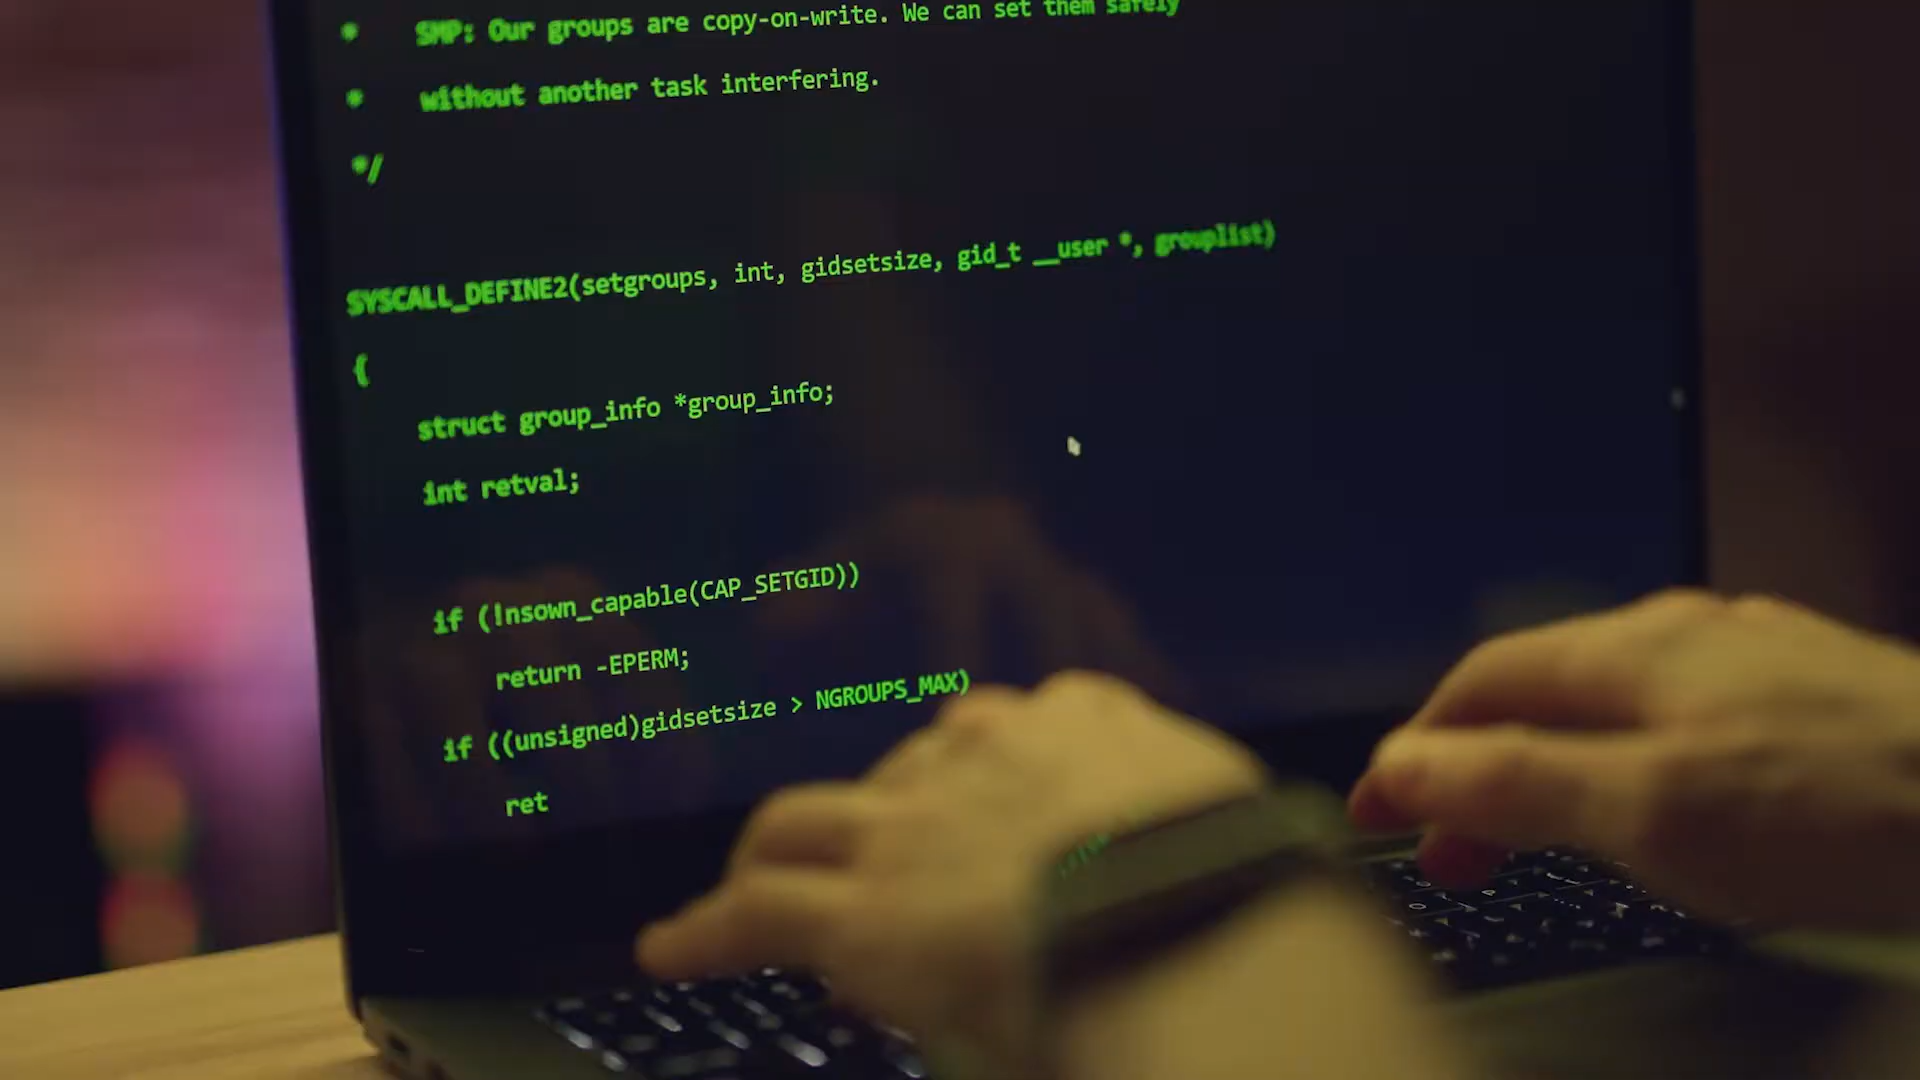 * SMP: Our groups are copy-on-write. We can set them safely
* without another task interfering.
*/
SYSCALL_DEFINE2(setgroups, int, gidsetsize, gid_t __user *, grouplist)
{
struct group_info *group_info;
int retval;
if (!nsown_capable(CAP_SETGID))
return -EPERM;
if ((unsigned)gidsetsize > NGROUPS_MAX)
ret